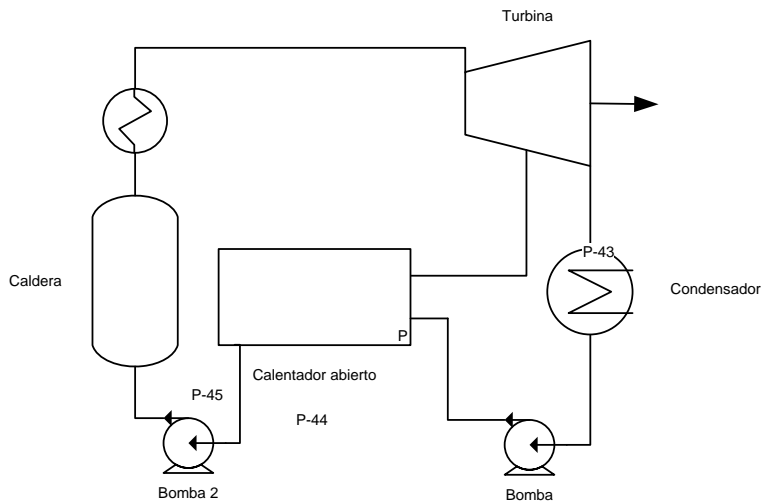 Turbina
P-43
Caldera
Condensador
P
Calentador abierto
P-45
P-44
Bomba 2
Bomba